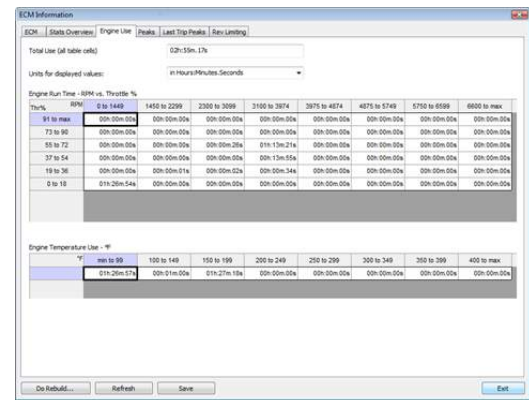 ECM Information
ECM Stats Overview Engine Use Peaks Last Trip Peaks Rev Limiting
Total Use (all table cells) 02h:55m.17s
Units for displayed values: in Hours:Minutes.Seconds
Engine Run Time - RPM vs. Throttle %
Thr% RPM 0 to 1449 1450 to 2299 2300 to 3099 3100 to 3974 3975 to 4874 4875 to 5749 5750 to 6599 6600 to max
91 to max 00h:00m.00s 00h:00m.00s 00h:00m.00s 00h:00m.00s 00h:00m.00s 00h:00m.00s 00h:00m.00s 00h:00m.00s
73 to 90 00h:00m.00s 00h:00m.00s 00h:00m.00s 00h:00m.00s 00h:00m.00s 00h:00m.00s 00h:00m.00s 00h:00m.00s
55 to 72 00h:00m.00s 00h:00m.00s 00h:00m.26s 01h:13m.21s 00h:00m.00s 00h:00m.00s 00h:00m.00s 00h:00m.00s
37 to 54 00h:00m.00s 00h:00m.00s 00h:00m.00s 00h:13m.55s 00h:00m.00s 00h:00m.00s 00h:00m.00s 00h:00m.00s
19 to 36 00h:00m.00s 00h:00m.01s 00h:00m.02s 00h:00m.34s 00h:00m.00s 00h:00m.00s 00h:00m.00s 00h:00m.00s
0 to 18 01h:26m.54s 00h:00m.00s 00h:00m.00s 00h:00m.00s 00h:00m.00s 00h:00m.00s 00h:00m.00s 00h:00m.00s
Engine Temperature Use - °F
°F min to 99 100 to 149 150 to 199 200 to 249 250 to 299 300 to 349 350 to 399 400 to max
01h:26m.57s 00h:01m.00s 01h:27m.18s 00h:00m.00s 00h:00m.00s 00h:00m.00s 00h:00m.00s 00h:00m.00s
Do Rebuild... Refresh Save Exit